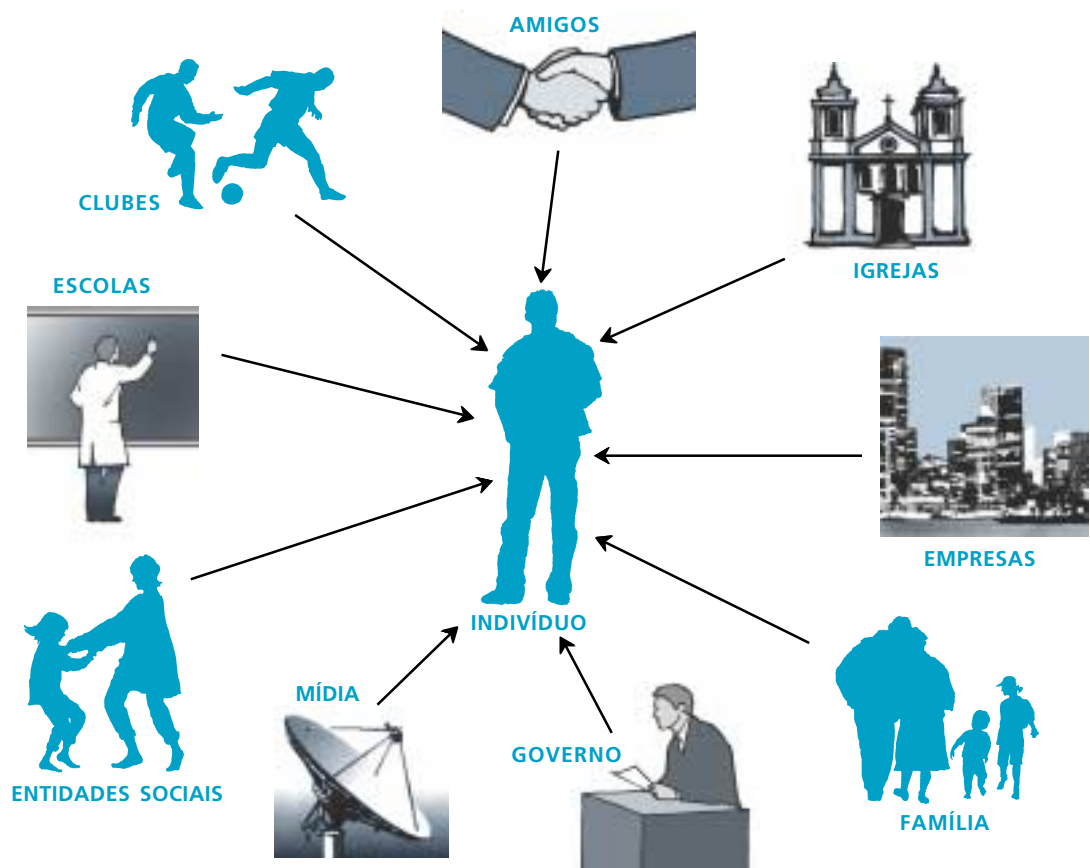 AMIGOS
CLUBES
IGREJAS
ESCOLAS
EMPRESAS
INDIVÍDUO
MÍDIA
GOVERNO
ENTIDADES SOCIAIS
FAMÍLIA